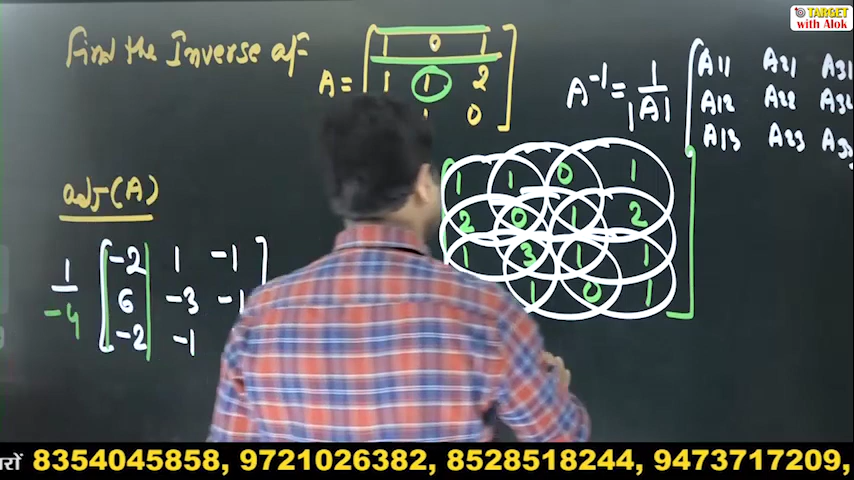 TARGET
with Alok
Find the Inverse of:
A = [ 1 0 1
1 1 2
1 0 ]
A⁻¹ = 1/|A| [ A11 A21 A31
A12 A22 A32
A13 A23 A33
adj(A)
1/-4 [ -2 1 -1
6 -3 -1
-2 -1 ]
1 1 0 1
2 0 1 2
1 3 1 1
1 0 1
8354045858, 9721026382, 8528518244, 9473717209,